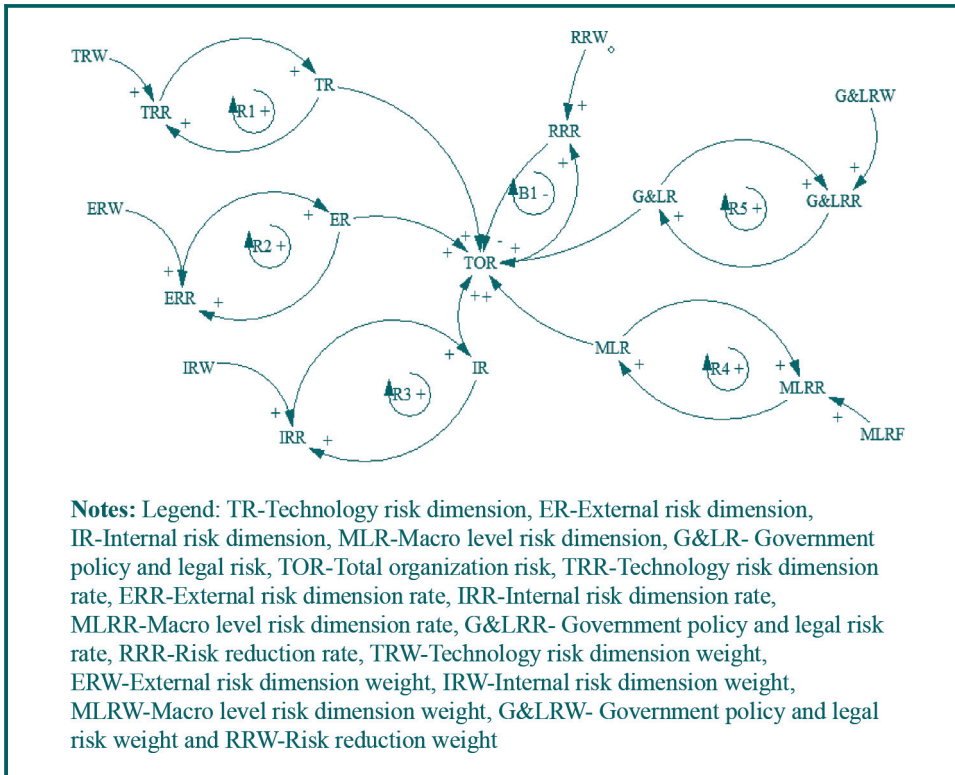 RRW
TRW
+
TR
+
TRR
+
R1 +
G&LRW
+
RRR
+
+
+
G&LR
G&LRR
R5 +
+
B1 -
ERW
+
ER
R2 +
+
+
-
+
TOR
+
ERR
+
++
IRW
+
IR
MLR
+
R4 +
+
MLRR
R3 +
+
IRR
+
+
MLRF
Notes: Legend: TR-Technology risk dimension, ER-External risk dimension,
IR-Internal risk dimension, MLR-Macro level risk dimension, G&LR- Government
policy and legal risk, TOR-Total organization risk, TRR-Technology risk dimension
rate, ERR-External risk dimension rate, IRR-Internal risk dimension rate,
MLRR-Macro level risk dimension rate, G&LRR- Government policy and legal risk
rate, RRR-Risk reduction rate, TRW-Technology risk dimension weight,
ERW-External risk dimension weight, IRW-Internal risk dimension weight,
MLRW-Macro level risk dimension weight, G&LRW- Government policy and legal
risk weight and RRW-Risk reduction weight